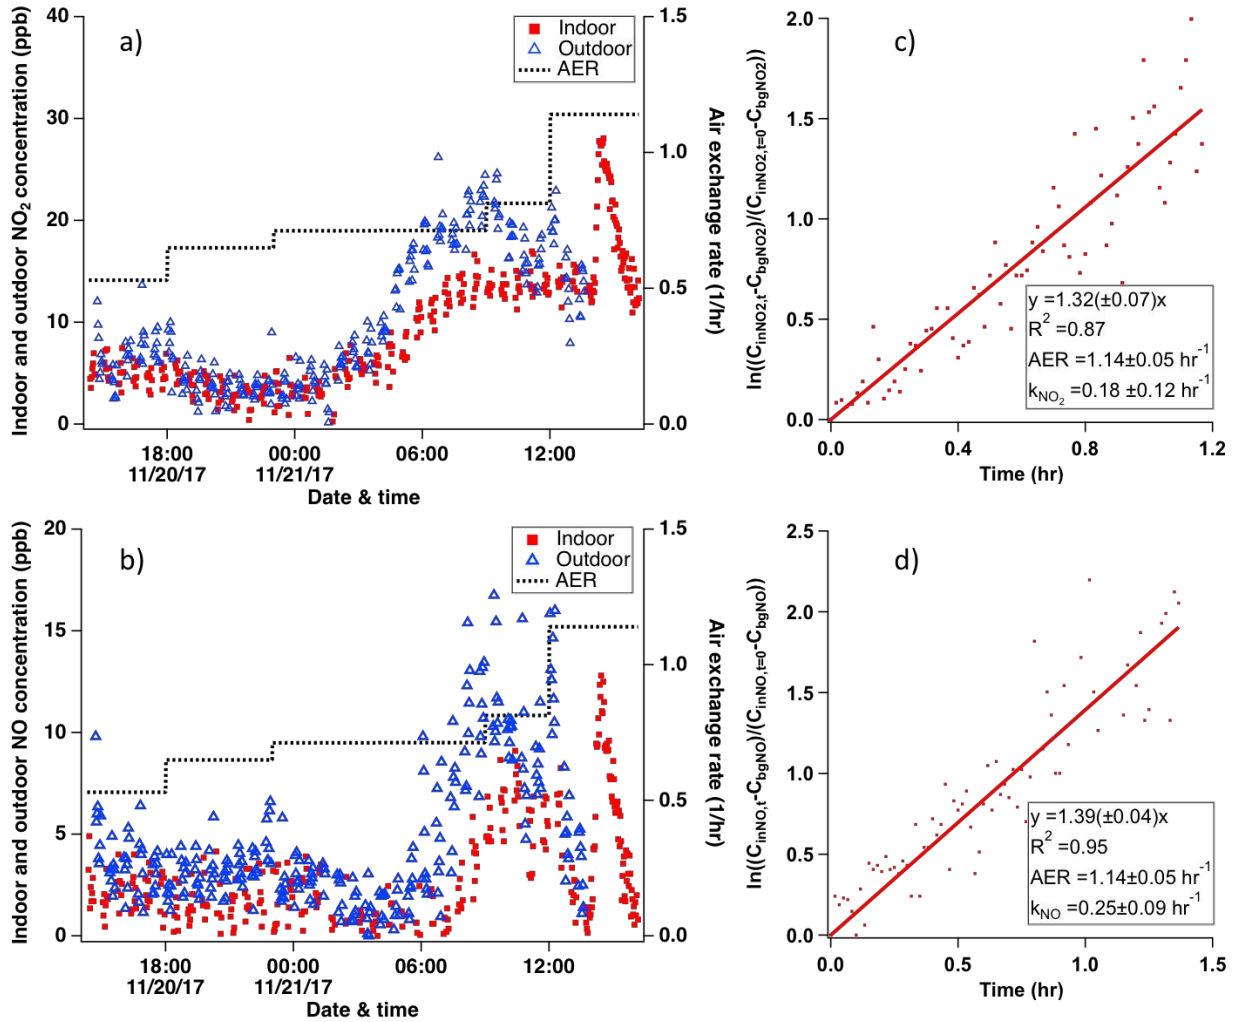 a)
Indoor
Outdoor
AER
Indoor and outdoor NO2 concentration (ppb)
40
30
20
10
0
1.5
1.0
0.5
0.0
Air exchange rate (1/hr)
18:00
11/20/17
00:00
11/21/17
06:00
12:00
Date & time
c)
ln((CinNO2,t-CbgNO2)/(CinNO2,t=0-CbgNO2))
2.0
1.5
1.0
0.5
0.0
y =1.32(±0.07)x
R2 =0.87
AER =1.14±0.05 hr-1
kNO2 =0.18 ±0.12 hr-1
0.0
0.4
0.8
1.2
Time (hr)
b)
Indoor
Outdoor
AER
Indoor and outdoor NO concentration (ppb)
20
15
10
5
0
1.5
1.0
0.5
0.0
Air exchange rate (1/hr)
18:00
11/20/17
00:00
11/21/17
06:00
12:00
Date & time
d)
ln((CinNO,t-CbgNO)/(CinNO,t=0-CbgNO))
2.5
2.0
1.5
1.0
0.5
0.0
y =1.39(±0.04)x
R2 =0.95
AER =1.14±0.05 hr-1
kNO =0.25±0.09 hr-1
0.0
0.5
1.0
1.5
Time (hr)